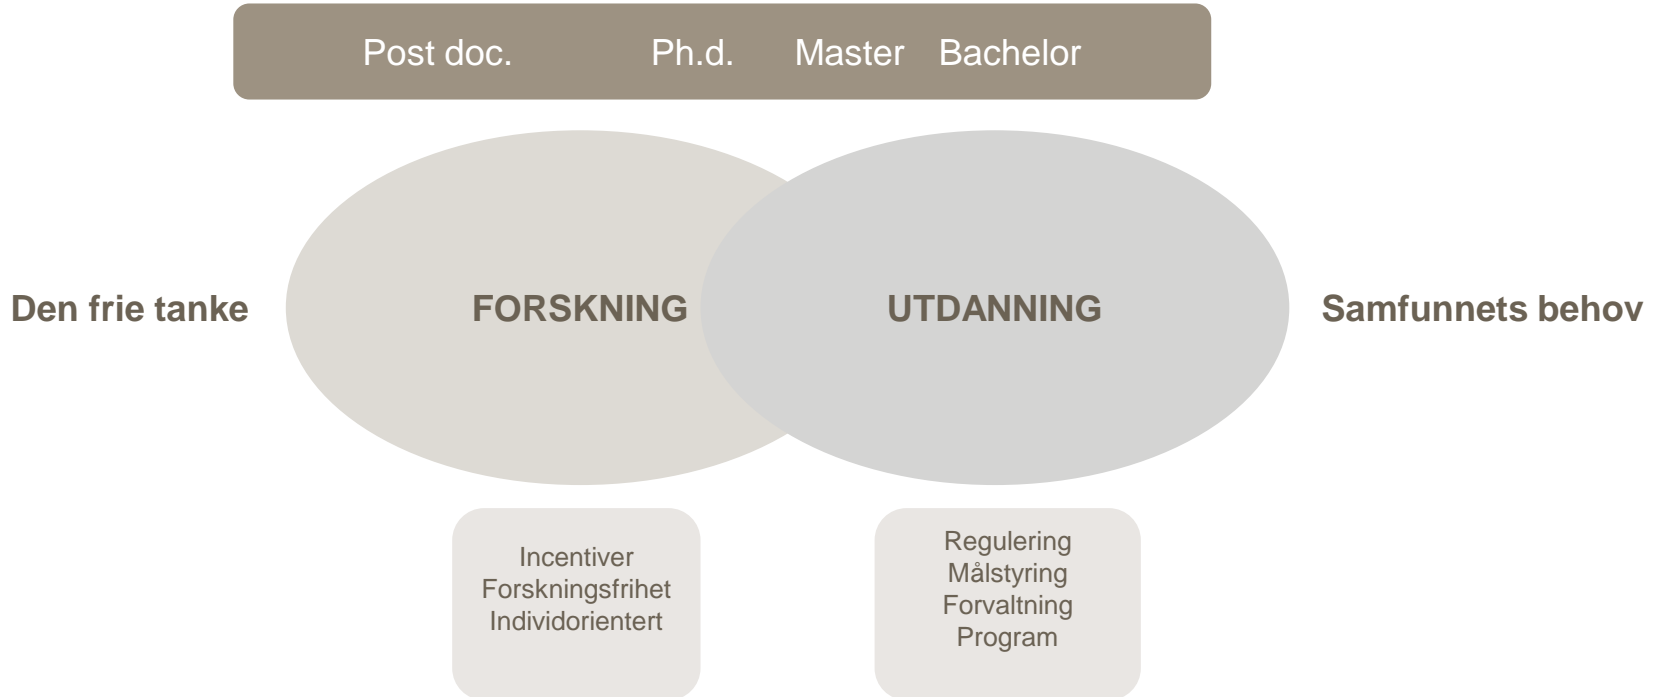 Post doc. Ph.d. Master Bachelor
Den frie tanke FORSKNING UTDANNING Samfunnets behov
Incentiver
Forskningsfrihet
Individorientert
Regulering
Målstyring
Forvaltning
Program